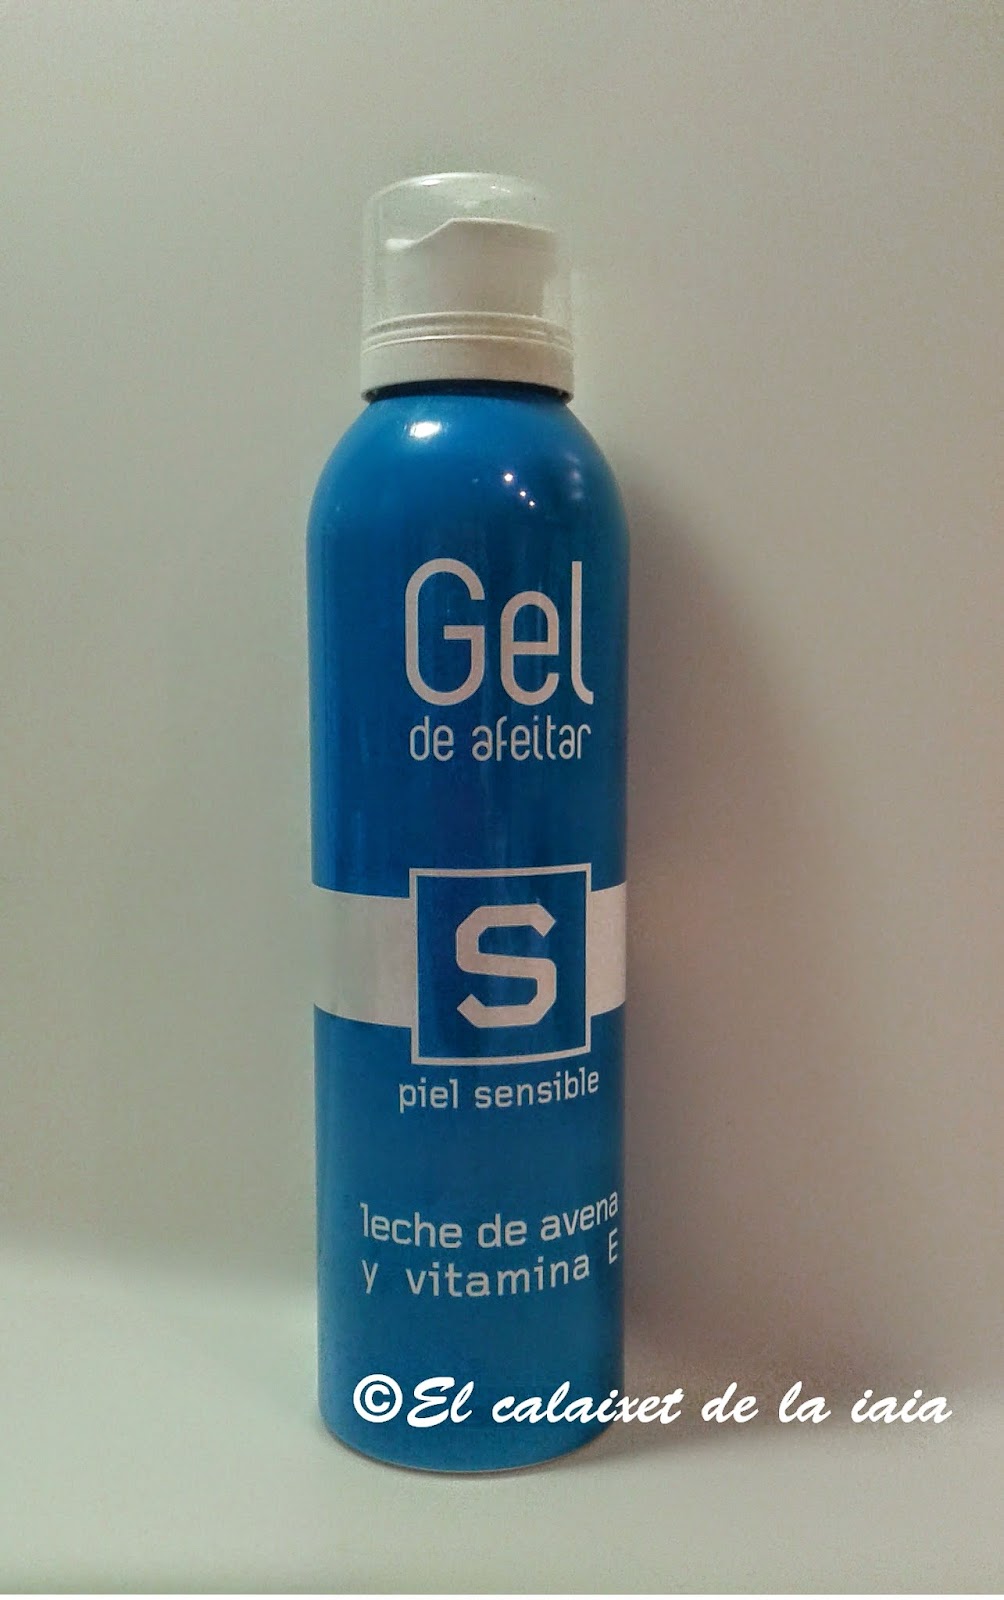 Gel
de afeitar
S
piel sensible
leche de avena
y vitamina E
©El calaixet de la iaia